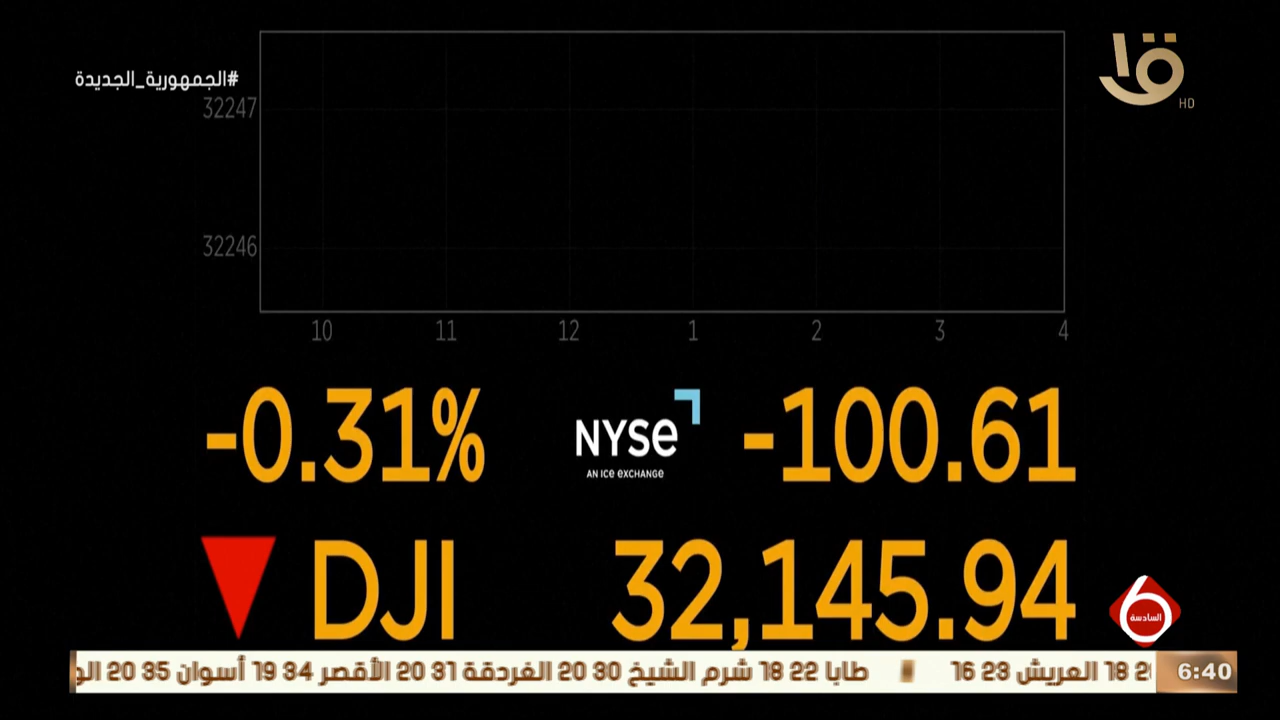 #الجمهورية_الجديدة
HD
32247
32246
10 11 12 1 2 3 4
-0.31% NYSE -100.61
AN ICE EXCHANGE
DJI 32,145.94
السادسة
18 العريش 23 16 طابا 22 18 شرم الشيخ 30 20 الغردقة 31 20 الأقصر 34 19 أسوان 35 20
6:40